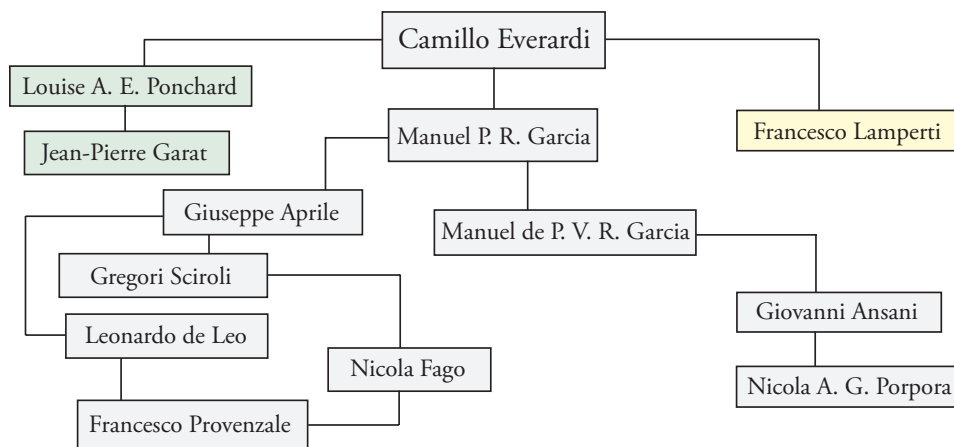 Camillo Everardi
Louise A. E. Ponchard
Manuel P. R. Garcia
Francesco Lamperti
Jean-Pierre Garat
Giuseppe Aprile
Manuel de P. V. R. Garcia
Gregori Sciroli
Giovanni Ansani
Leonardo de Leo
Nicola Fago
Nicola A. G. Porpora
Francesco Provenzale